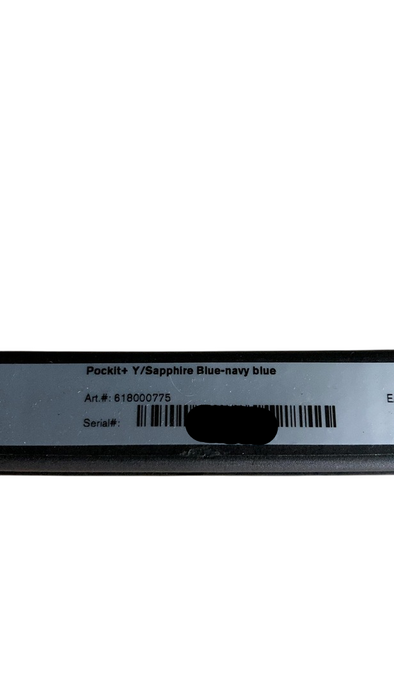 Pockit+ Y/Sapphire Blue-navy blue
Art.#: 618000775
Serial#: